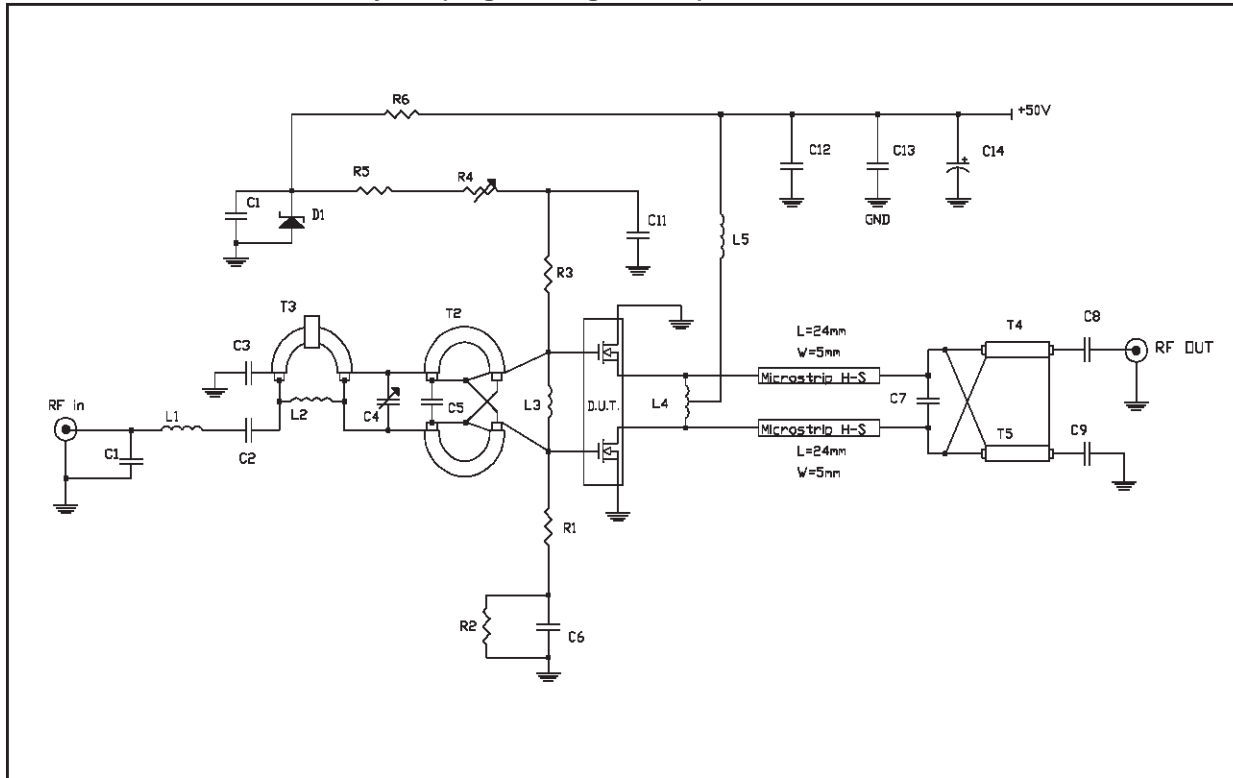 R6
+50V
C12
C13
C14
R5
R4
C1
D1
C11
GND
L5
R3
T3
T2
L=24mm
W=5mm
T4
C8
RF OUT
C3
Microstrip H-S
RF in
L1
L2
C4
C5
L3
D.U.T.
L4
C7
C1
C2
Microstrip H-S
T5
C9
L=24mm
W=5mm
R1
R2
C6